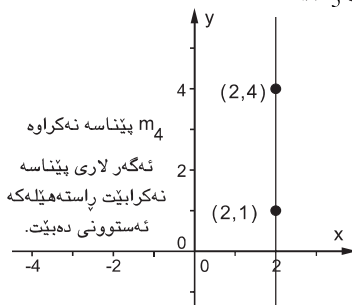 y
4
(2,4)
m₄ پێناسە نەکراوە
ئەگەر لاری پێناسە
نەکرابێت ڕاستەهێڵەکە
ئەستوونی دەبێت.
2
(2,1)
0
x
-4 -2 0 2